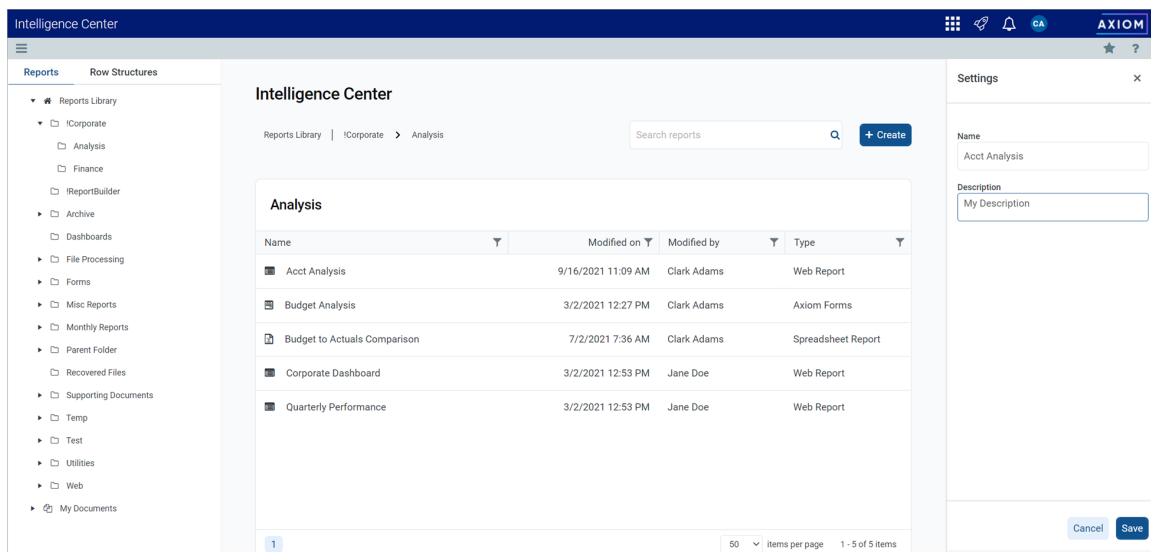 Intelligence Center
CA
AXIOM
?
Reports Row Structures
Reports Library
!Corporate
Analysis
Finance
!ReportBuilder
Archive
Dashboards
File Processing
Forms
Misc Reports
Monthly Reports
Parent Folder
Recovered Files
Supporting Documents
Temp
Test
Utilities
Web
My Documents
Intelligence Center
Reports Library | !Corporate > Analysis
Search reports
+ Create
Analysis
Name Modified on Modified by Type
Acct Analysis 9/16/2021 11:09 AM Clark Adams Web Report
Budget Analysis 3/2/2021 12:27 PM Clark Adams Axiom Forms
Budget to Actuals Comparison 7/2/2021 7:36 AM Clark Adams Spreadsheet Report
Corporate Dashboard 3/2/2021 12:53 PM Jane Doe Web Report
Quarterly Performance 3/2/2021 12:53 PM Jane Doe Web Report
1 50 items per page 1 - 5 of 5 items
Settings
Name
Acct Analysis
Description
My Description
Cancel Save